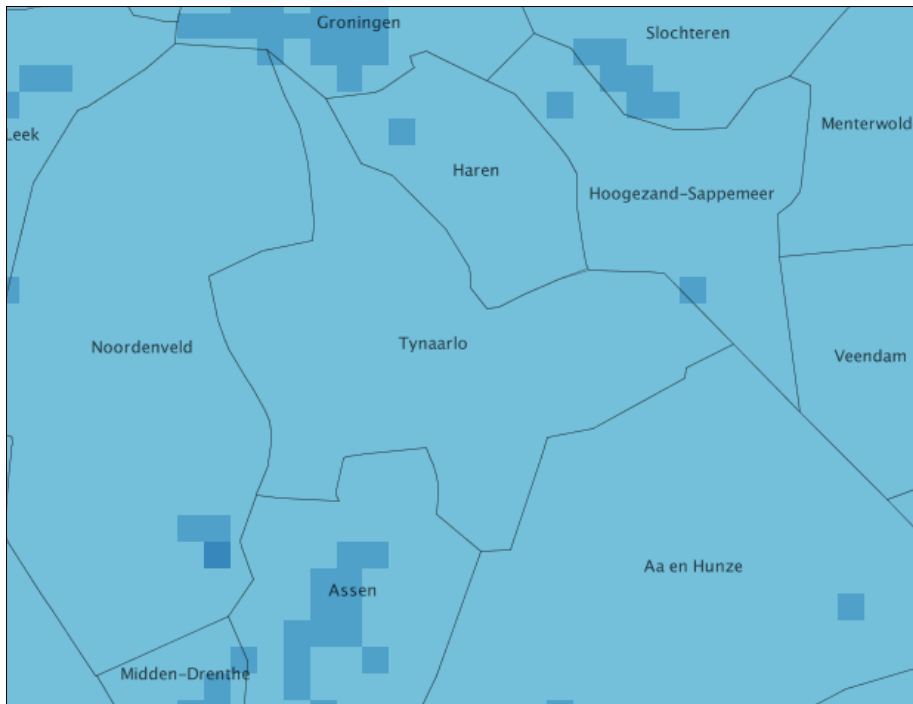 Groningen
Slochteren
Leek
Menterwold
Haren
Hoogezand-Sappemeer
Noordenveld
Tynaarlo
Veendam
Aa en Hunze
Assen
Midden-Drenthe